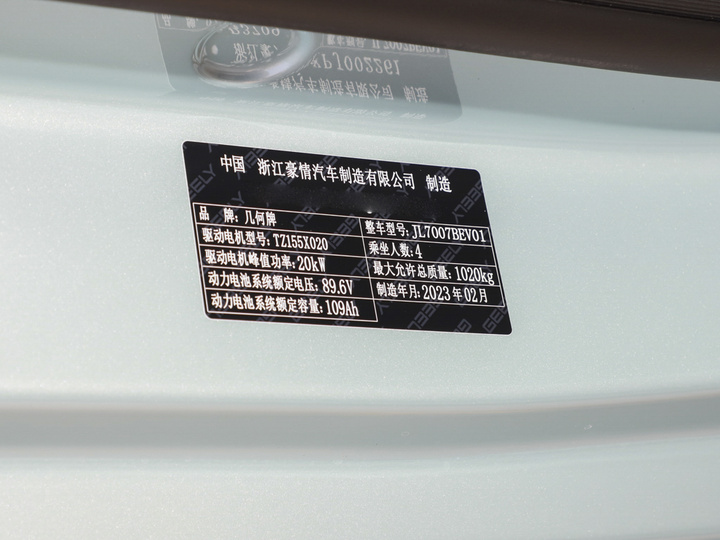 中国 浙江豪情汽车制造有限公司 制造
品 牌：几何牌
整车型号：JL7007BEV01
驱动电机型号：TZ155X020
乘坐人数：4
驱动电机峰值功率：20kW
最大允许总质量：1020kg
动力电池系统额定电压：89.6V
制造年月：2023年02月
动力电池系统额定容量：109Ah
GEELY